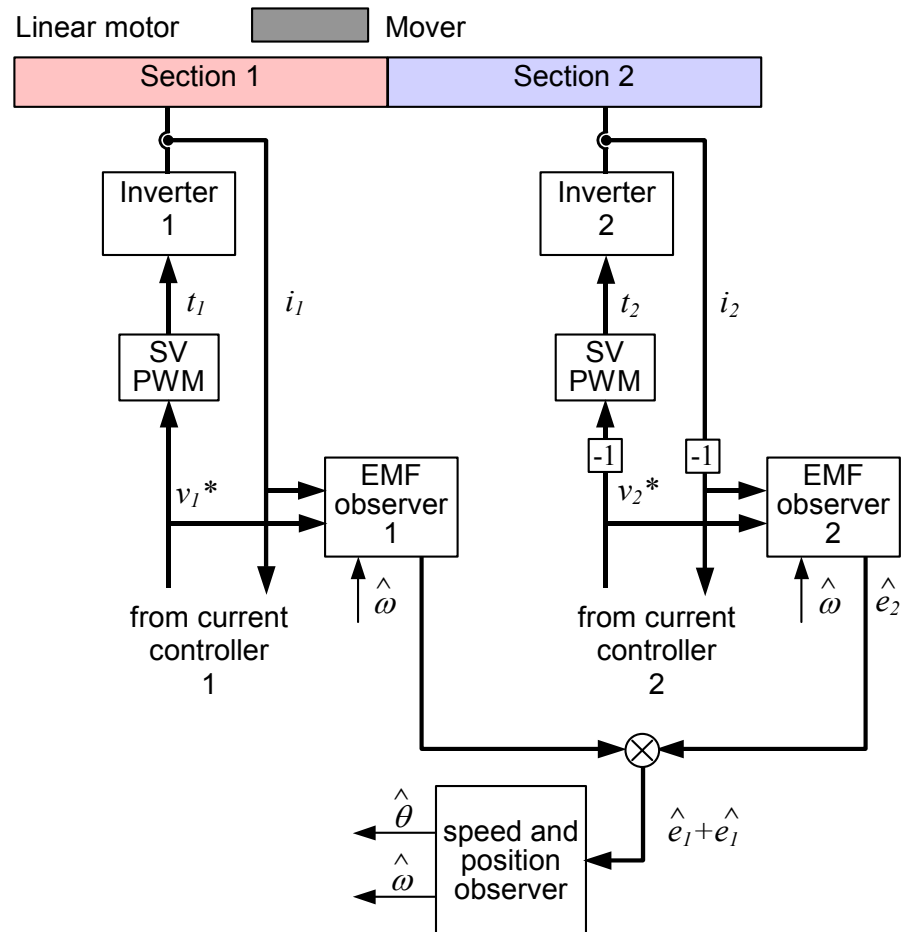 Linear motor
Mover
Section 1
Section 2
Inverter
1
Inverter
2
t1
i1
t2
i2
SV
PWM
SV
PWM
-1
-1
v1*
EMF
observer
1
v2*
EMF
observer
2
ω̂
ω̂
ê2
from current
controller
1
from current
controller
2
θ̂
ω̂
speed and
position
observer
ê1+ê1